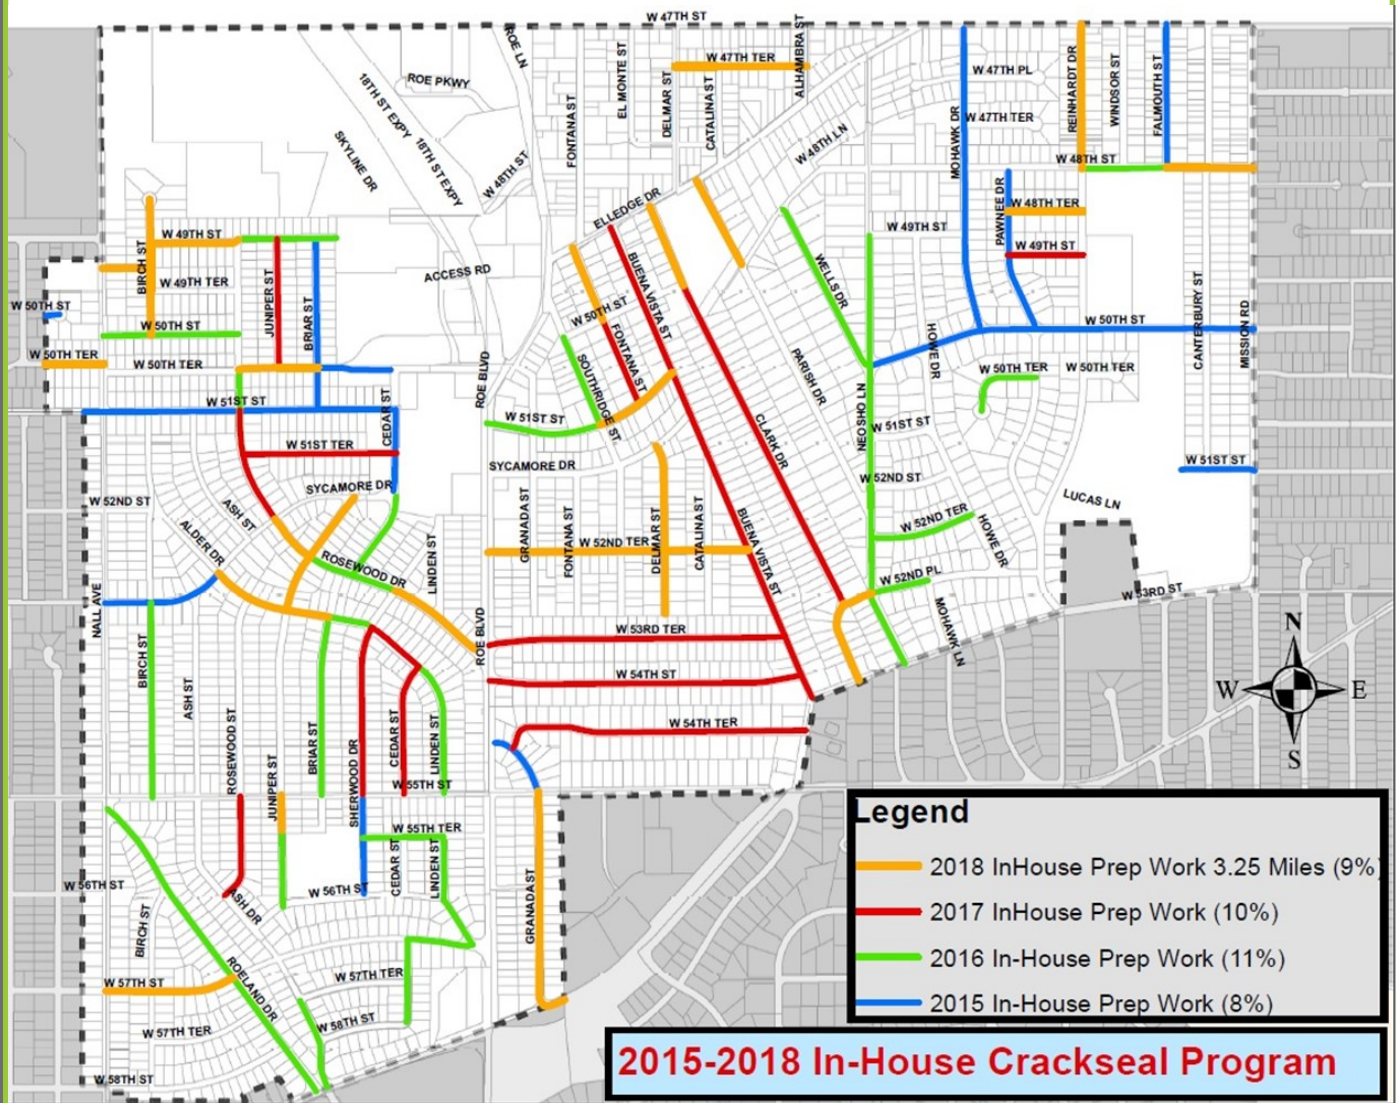 W 47TH ST
ROE LN
ALHAMBRA ST
W 47TH TER
EL MONTE ST
DELMAR ST
CATALINA ST
FONTANA ST
ROE PKWY
18TH ST EXPY
18TH ST EXPY
SKYLINE DR
W 48TH ST
W 48TH LN
MOHAWK DR
W 47TH PL
W 47TH TER
REINHARDT DR
WINDSOR ST
FALMOUTH ST
W 48TH ST
PAWNEE DR
W 48TH TER
W 49TH ST
W 49TH ST
ELLEDGE DR
W 49TH ST
BIRCH ST
W 49TH TER
JUNIPER ST
BRIAR ST
ACCESS RD
BUENA VISTA ST
WELLS DR
W 50TH ST
W 50TH ST
W 50TH ST
FONTANA ST
W 50TH ST
CANTERBURY ST
MISSION RD
HOWE DR
W 50TH TER
W 50TH TER
ROE BLVD
SOUTHRIDGE ST
PARISH DR
W 50TH TER
W 50TH TER
W 51ST ST
CEDAR ST
W 51ST ST
CLARK DR
NEOSHO LN
W 51ST ST
W 51ST TER
SYCAMORE DR
W 51ST ST
W 52ND ST
SYCAMORE DR
W 52ND ST
LUCAS LN
ASH ST
ALDER DR
GRANADA ST
FONTANA ST
W 52ND TER
DELMAR ST
CATALINA ST
BUENA VISTA ST
W 52ND TER
HOWE DR
ROSEWOOD DR
LINDEN ST
W 52ND PL
W 53RD ST
NALL AVE
ROE BLVD
W 53RD TER
MOHAWK LN
BIRCH ST
ASH ST
W 54TH ST
N
W
E
S
ROSEWOOD ST
JUNIPER ST
BRIAR ST
SHERWOOD DR
CEDAR ST
LINDEN ST
W 54TH TER
W 55TH ST
W 55TH TER
CEDAR ST
LINDEN ST
W 56TH ST
W 56TH ST
ASH DR
BIRCH ST
GRANADA ST
ROELAND DR
W 57TH ST
W 57TH TER
W 57TH TER
W 58TH ST
W 58TH ST
Legend
2018 InHouse Prep Work 3.25 Miles (9%)
2017 InHouse Prep Work (10%)
2016 In-House Prep Work (11%)
2015 In-House Prep Work (8%)
2015-2018 In-House Crackseal Program